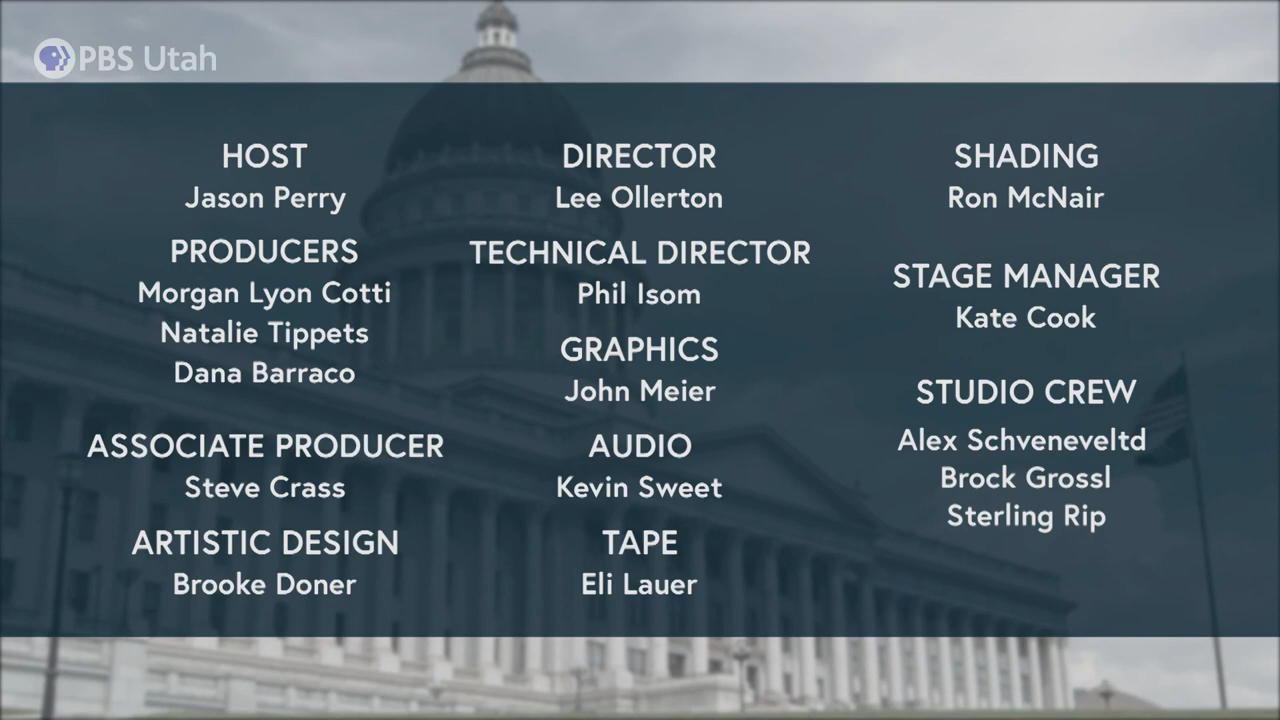 PBS Utah
HOST
Jason Perry
PRODUCERS
Morgan Lyon Cotti
Natalie Tippets
Dana Barraco
ASSOCIATE PRODUCER
Steve Crass
ARTISTIC DESIGN
Brooke Doner
DIRECTOR
Lee Ollerton
TECHNICAL DIRECTOR
Phil Isom
GRAPHICS
John Meier
AUDIO
Kevin Sweet
TAPE
Eli Lauer
SHADING
Ron McNair
STAGE MANAGER
Kate Cook
STUDIO CREW
Alex Schveneveltd
Brock Grossl
Sterling Rip